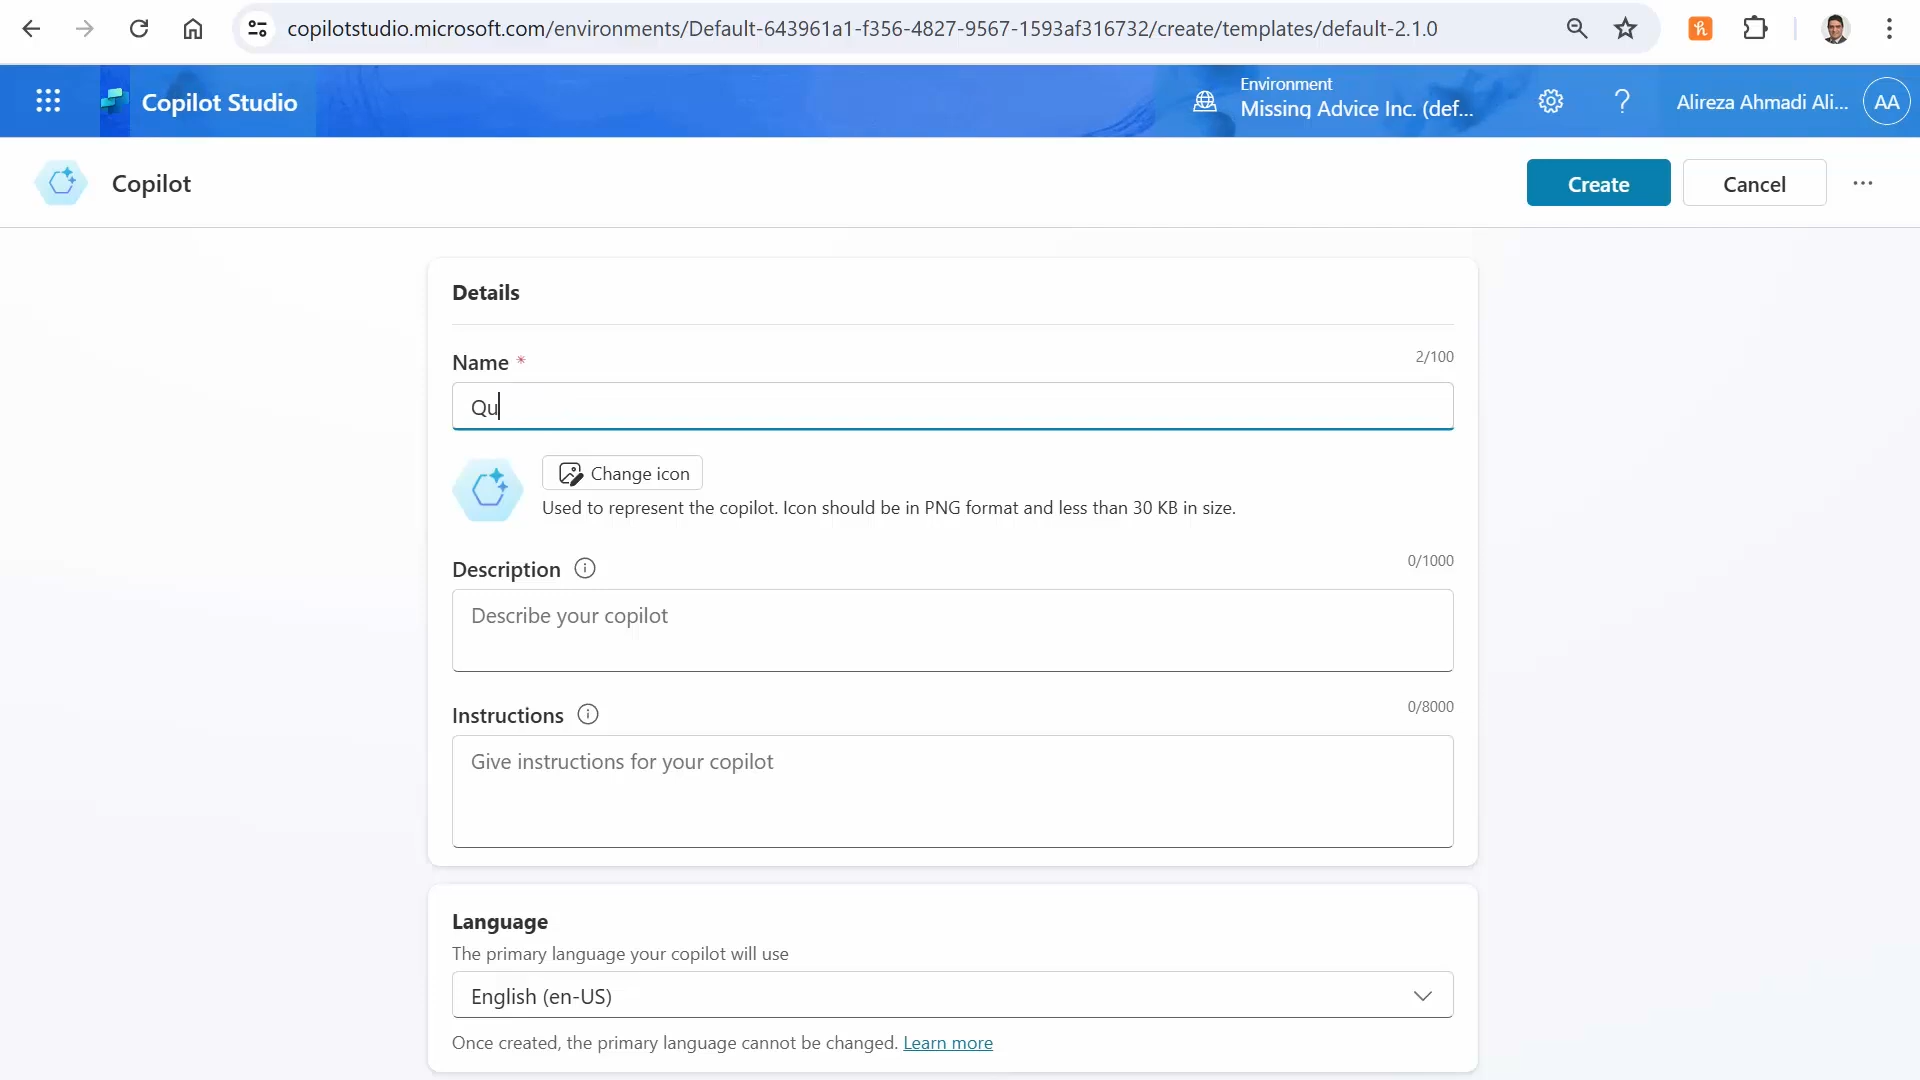 copilotstudio.microsoft.com/environments/Default-643961a1-f356-4827-9567-1593af316732/create/templates/default-2.1.0
Copilot Studio
Environment
Missing Advice Inc. (def...
Alireza Ahmadi Ali...
AA
Copilot
Create
Cancel
Details
Name *
2/100
Qu
Change icon
Used to represent the copilot. Icon should be in PNG format and less than 30 KB in size.
Description
0/1000
Describe your copilot
Instructions
0/8000
Give instructions for your copilot
Language
The primary language your copilot will use
English (en-US)
Once created, the primary language cannot be changed. Learn more